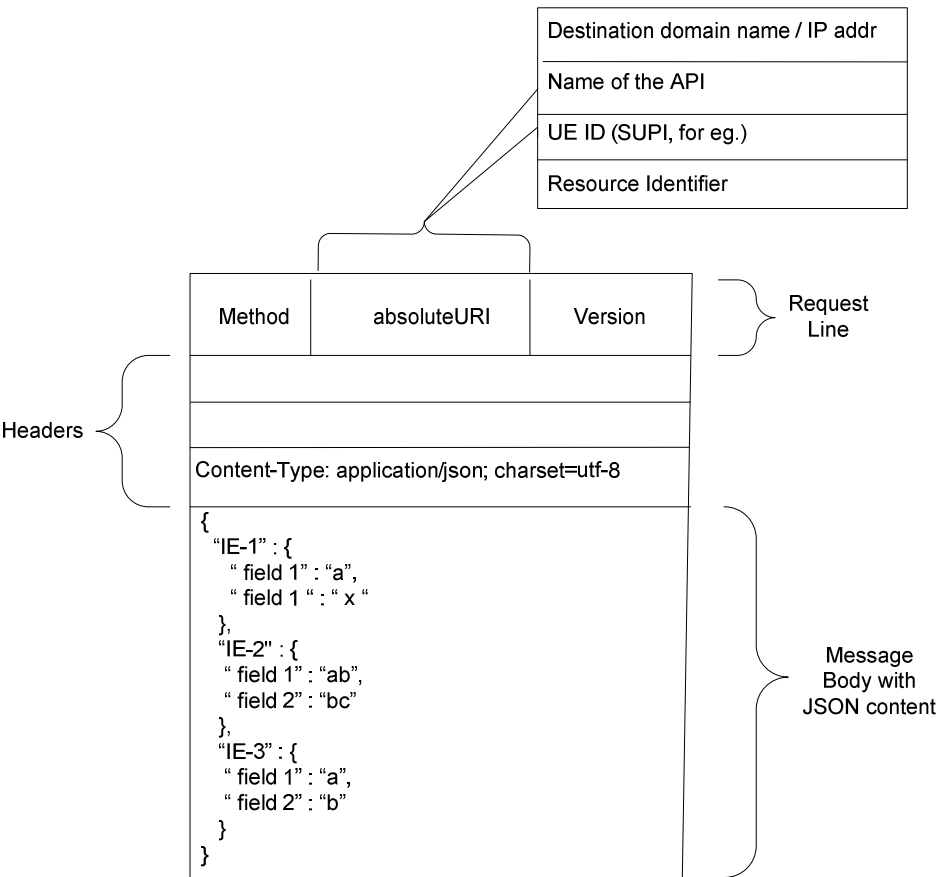 Destination domain name / IP addr
Name of the API
UE ID (SUPI, for eg.)
Resource Identifier
Method
absoluteURI
Version
Request
Line
Headers
Content-Type: application/json; charset=utf-8
{
“IE-1” : {
“ field 1” : “a”,
“ field 1 “ : “ x “
},
“IE-2" : {
“ field 1” : “ab”,
“ field 2” : “bc”
},
“IE-3” : {
“ field 1” : “a”,
“ field 2” : “b”
}
}
Message
Body with
JSON content